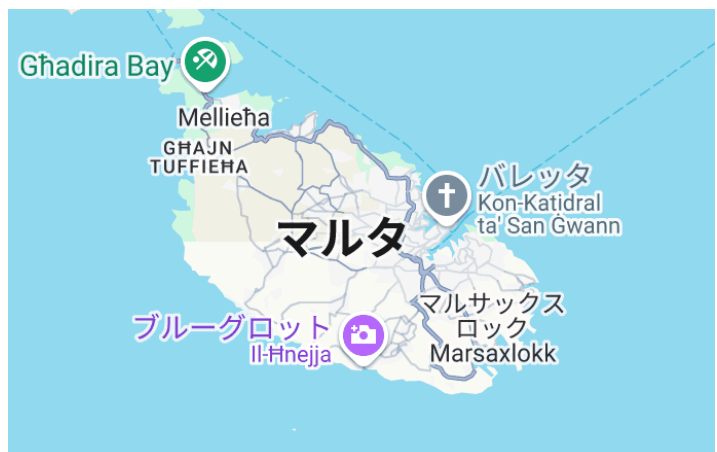 Għadira Bay
Mellieħa
GĦAJN
TUFFIEĦA
バレッタ
Kon-Katidral
ta' San Ġwann
マルタ
マルサックス
ロック
Marsaxlokk
ブルーグロット
Il-Ħnejja